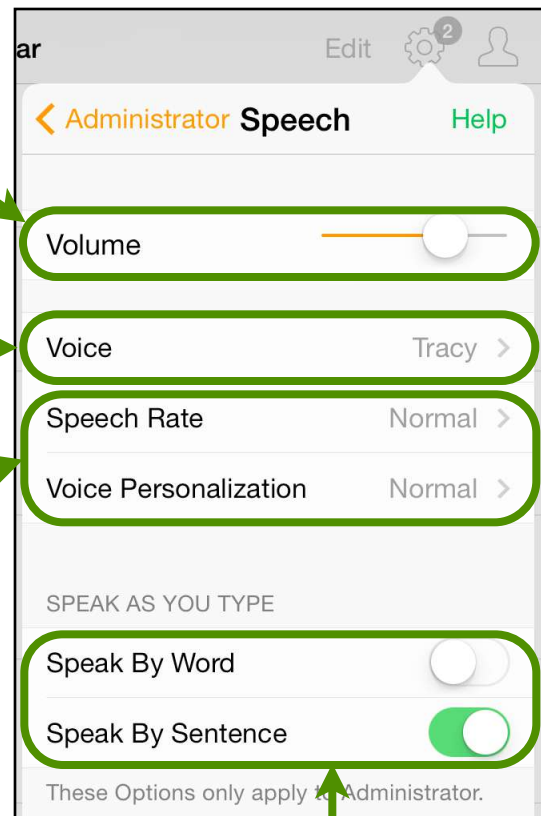 ar Edit 2
Administrator Speech Help
Volume
Voice Tracy
Speech Rate Normal
Voice Personalization Normal
SPEAK AS YOU TYPE
Speak By Word
Speak By Sentence
These Options only apply to Administrator.